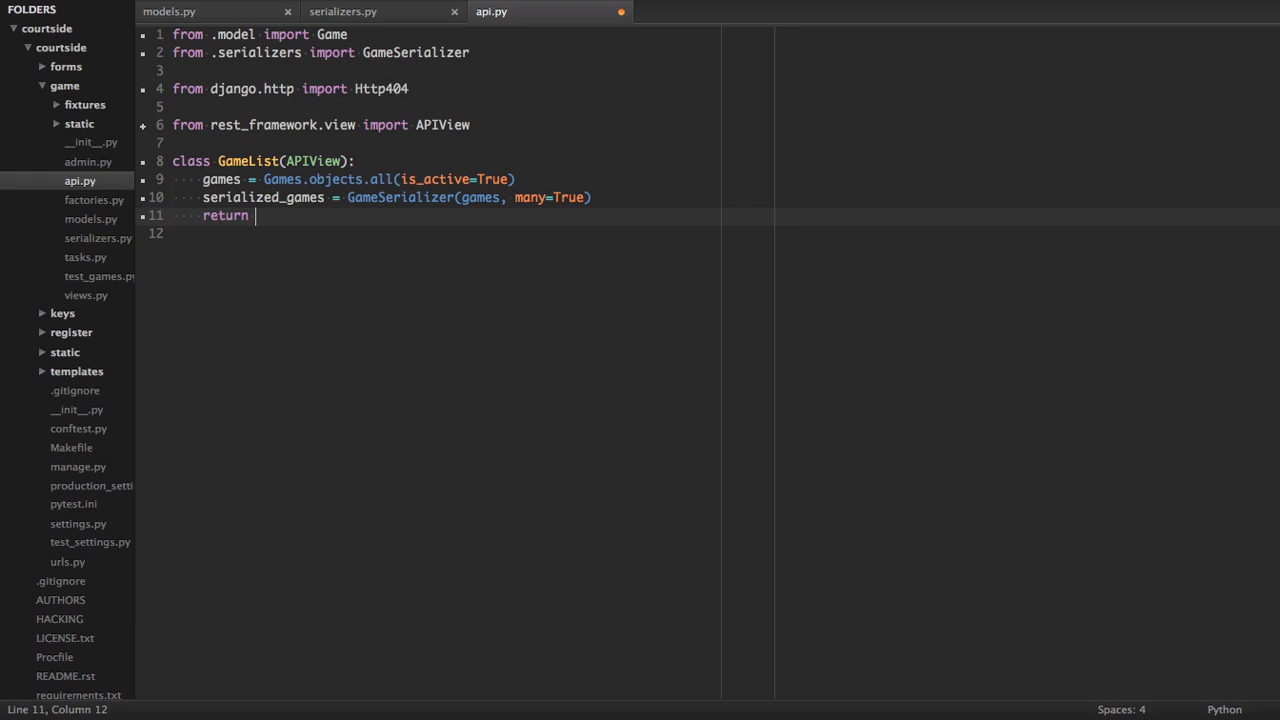 FOLDERS
courtside
courtside
forms
game
fixtures
static
__init__.py
admin.py
api.py
factories.py
models.py
serializers.py
tasks.py
test_games.py
views.py
keys
register
static
templates
.gitignore
__init__.py
conftest.py
Makefile
manage.py
production_setti
pytest.ini
settings.py
test_settings.py
urls.py
.gitignore
AUTHORS
HACKING
LICENSE.txt
Procfile
README.rst
requirements.txt
models.py
serializers.py
api.py
1 from .model import Game
2 from .serializers import GameSerializer
3
4 from django.http import Http404
5
6 from rest_framework.view import APIView
7
8 class GameList(APIView):
9     games = Games.objects.all(is_active=True)
10     serialized_games = GameSerializer(games, many=True)
11     return
12
Line 11, Column 12
Spaces: 4
Python